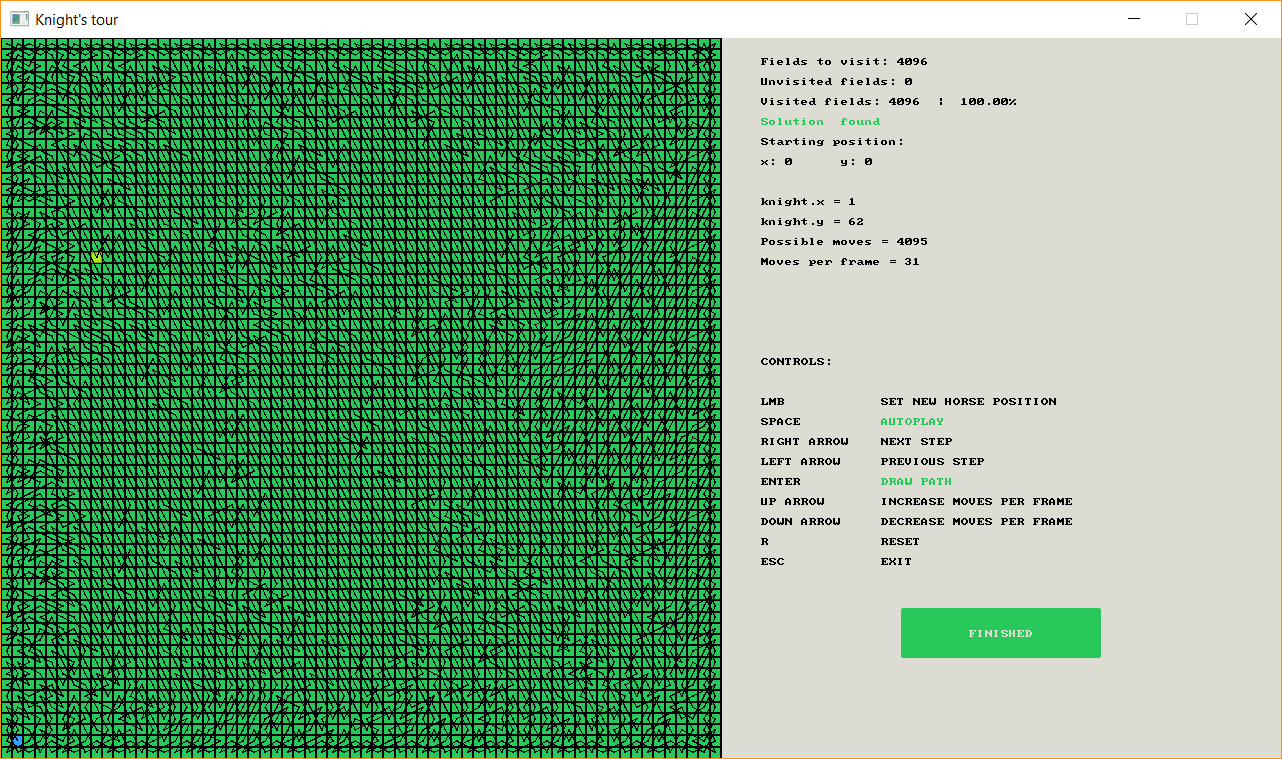 Knight's tour
Fields to visit: 4096
Unvisited fields: 0
Visited fields: 4096 : 100.00%
Solution found
Starting position:
x: 0 y: 0
knight.x = 1
knight.y = 62
Possible moves = 4095
Moves per frame = 31
CONTROLS:
LMB SET NEW HORSE POSITION
SPACE AUTOPLAY
RIGHT ARROW NEXT STEP
LEFT ARROW PREVIOUS STEP
ENTER DRAW PATH
UP ARROW INCREASE MOVES PER FRAME
DOWN ARROW DECREASE MOVES PER FRAME
R RESET
ESC EXIT
FINISHED